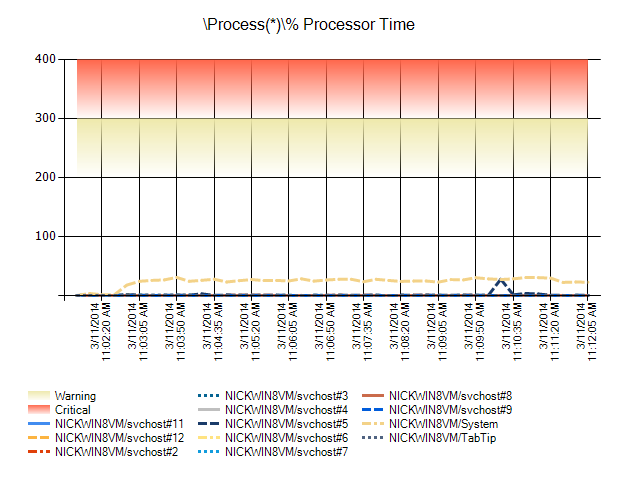 \Process(*)\% Processor Time
400
300
200
100
3/11/2014
11:02:20 AM
3/11/2014
11:03:05 AM
3/11/2014
11:03:50 AM
3/11/2014
11:04:35 AM
3/11/2014
11:05:20 AM
3/11/2014
11:06:05 AM
3/11/2014
11:06:50 AM
3/11/2014
11:07:35 AM
3/11/2014
11:08:20 AM
3/11/2014
11:09:05 AM
3/11/2014
11:09:50 AM
3/11/2014
11:10:35 AM
3/11/2014
11:11:20 AM
3/11/2014
11:12:05 AM
Warning
Critical
NICKWIN8VM/svchost#11
NICKWIN8VM/svchost#12
NICKWIN8VM/svchost#2
NICKWIN8VM/svchost#3
NICKWIN8VM/svchost#4
NICKWIN8VM/svchost#5
NICKWIN8VM/svchost#6
NICKWIN8VM/svchost#7
NICKWIN8VM/svchost#8
NICKWIN8VM/svchost#9
NICKWIN8VM/System
NICKWIN8VM/TabTip